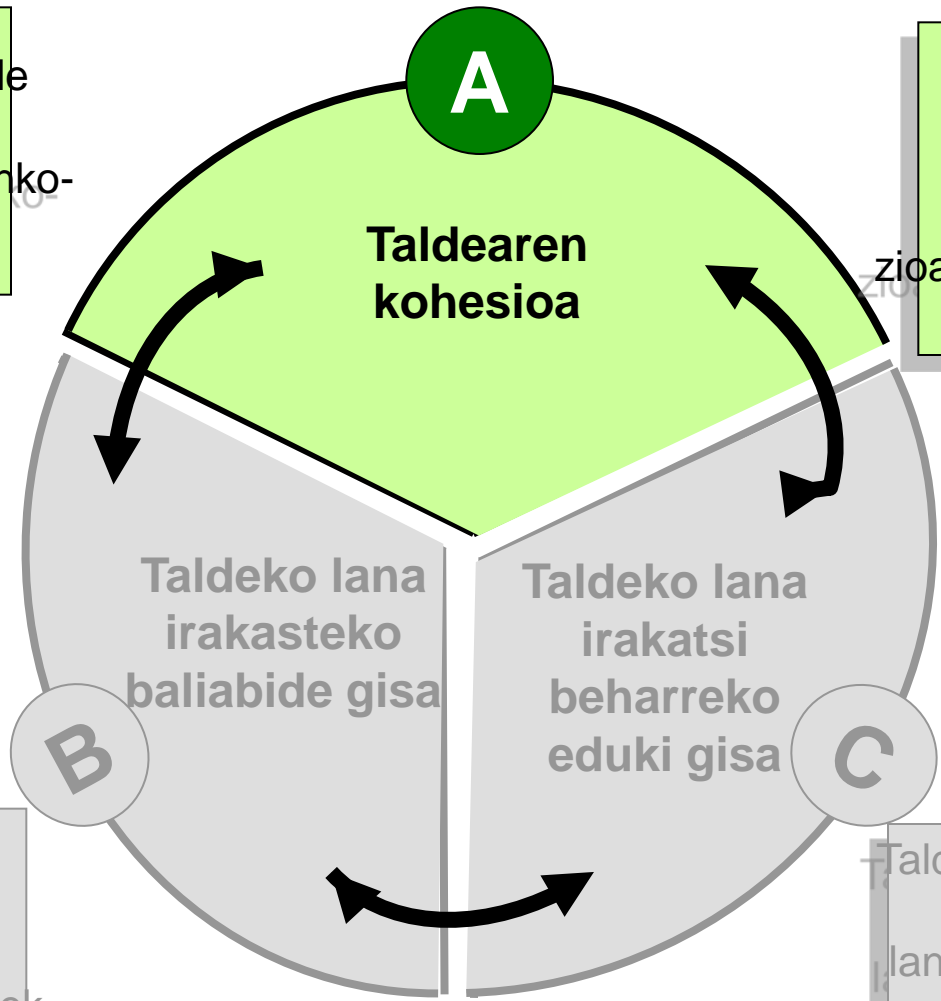 A
Taldearen
kohesioa
Taldeko lana
irakasteko
baliabide gisa
B
Taldeko lana
irakatsi
beharreko
eduki gisa
C